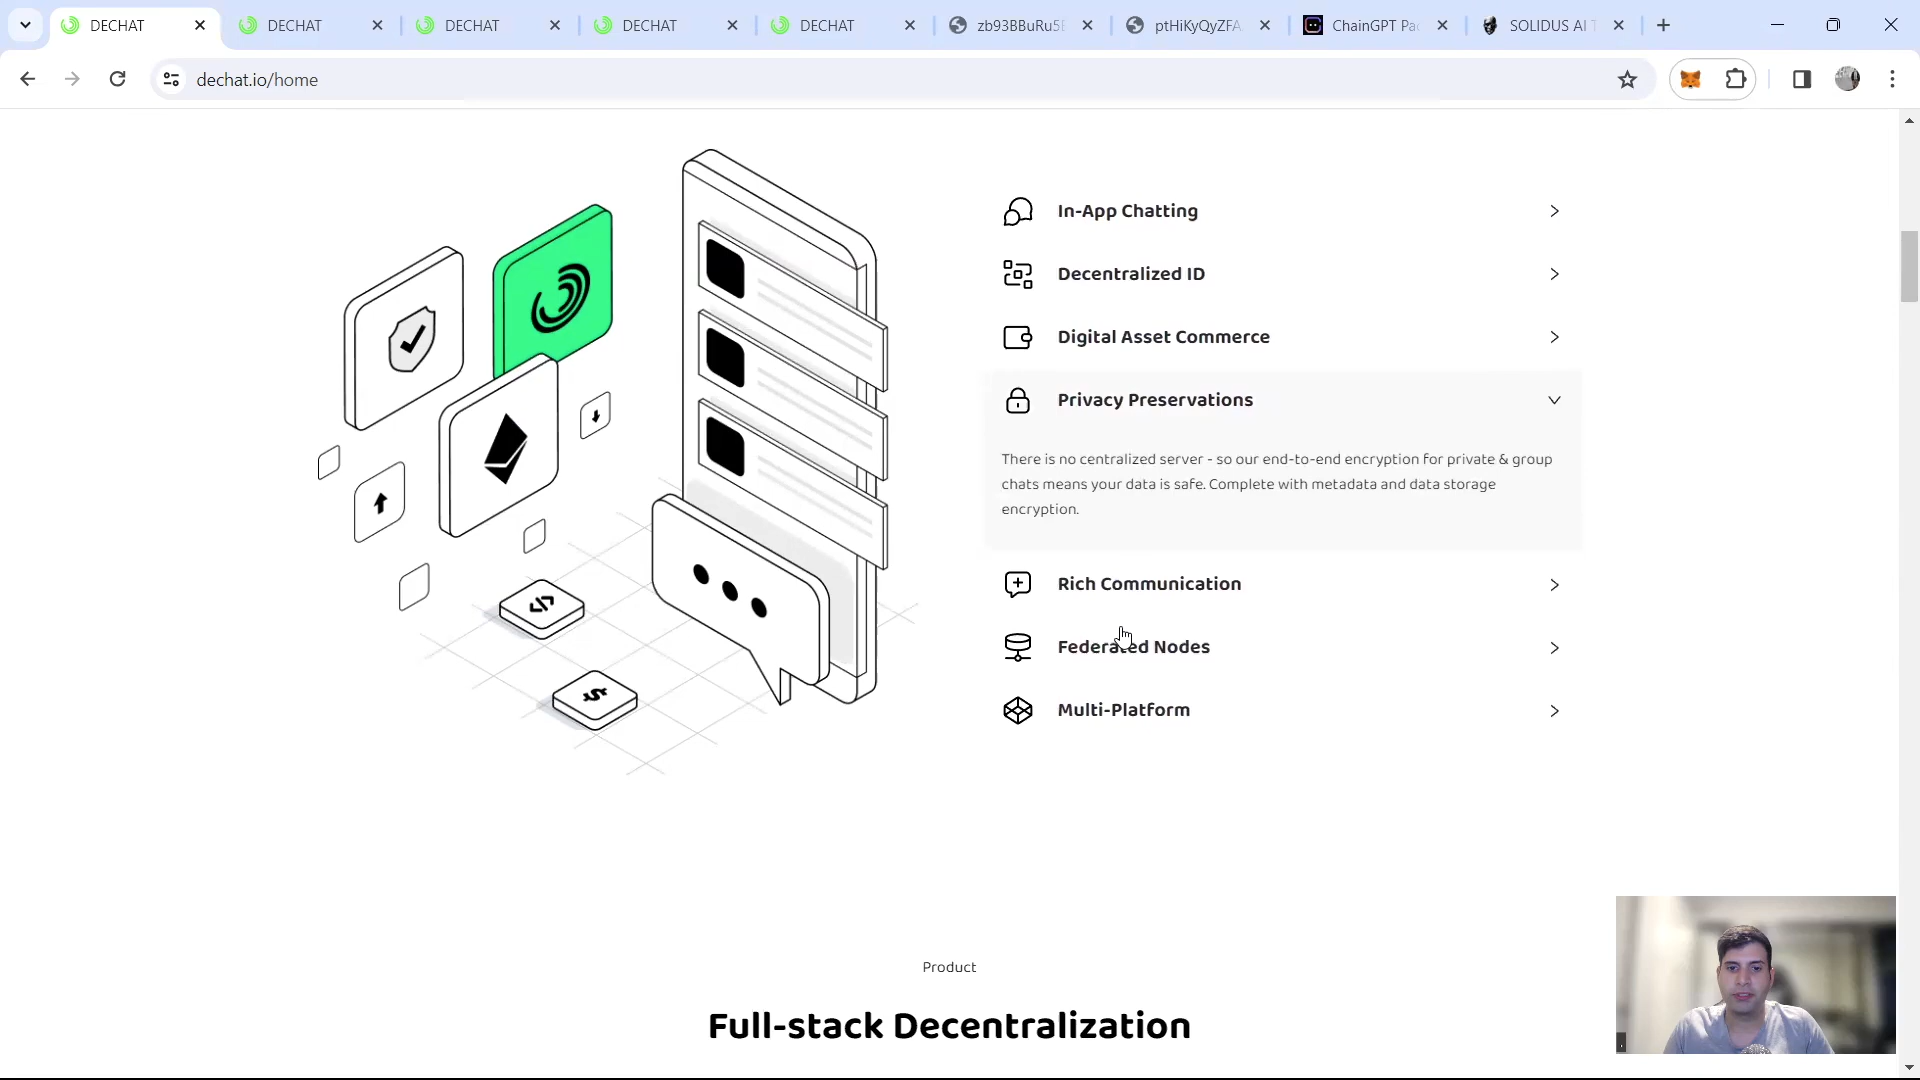 DECHAT
DECHAT
DECHAT
DECHAT
DECHAT
zb93BBuRu5
ptHiKyQyZFA
ChainGPT Pa
SOLIDUS AI T
dechat.io/home
In-App Chatting
Decentralized ID
Digital Asset Commerce
Privacy Preservations
There is no centralized server - so our end-to-end encryption for private & group
chats means your data is safe. Complete with metadata and data storage
encryption.
Rich Communication
Federated Nodes
Multi-Platform
Product
Full-stack Decentralization